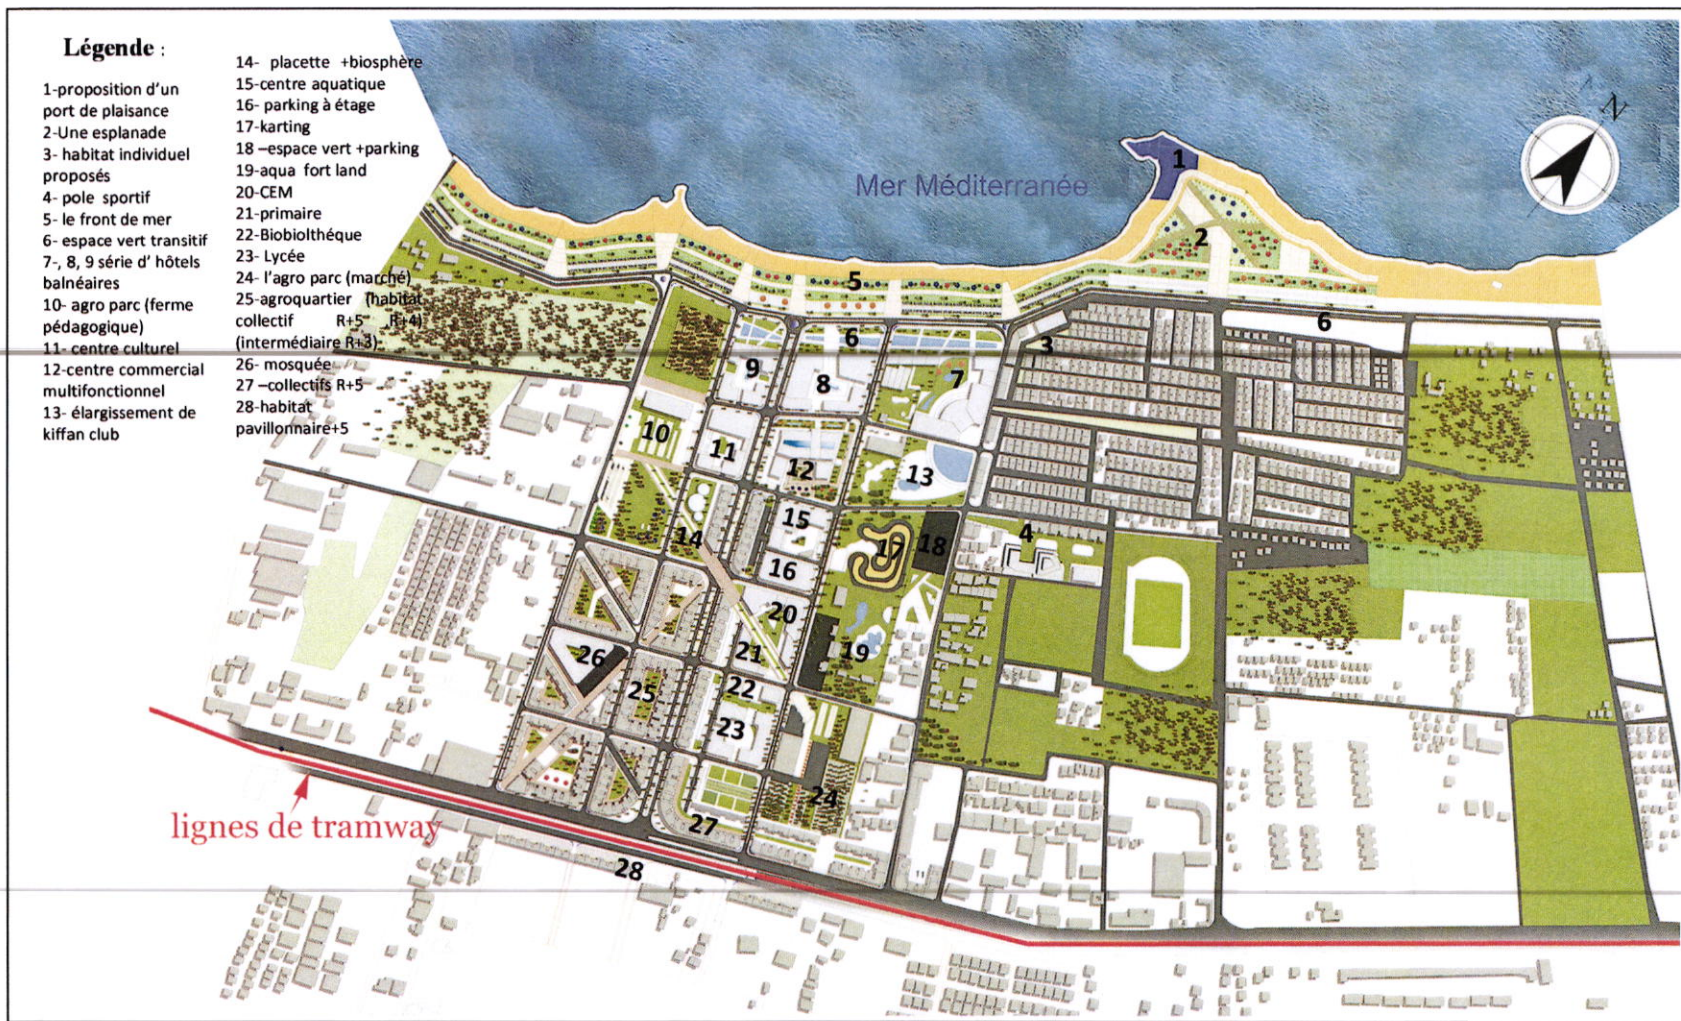 Légende :
1-proposition d'un
port de plaisance
2-Une esplanade
3- habitat individuel
proposés
4- pole sportif
5- le front de mer
6- espace vert transitif
7-, 8, 9 série d' hôtels
balnéaires
10- agro parc (ferme
pédagogique)
11- centre culturel
12-centre commercial
multifonctionnel
13- élargissement de
kiffan club
14- placette +biosphère
15-centre aquatique
16- parking à étage
17-karting
18 –espace vert +parking
19-aqua fort land
20-CEM
21-primaire
22-Biobiolthéque
23- Lycée
24- l'agro parc (marché)
25-agroquartier (habitat
collectif R+5 R+4)
(intermédiaire R+3)
26- mosquée
27 –collectifs R+5
28-habitat
pavillonnaire+5
N
Mer Méditerranée
1
2
5
6
6
3
9
8
7
10
11
12
13
14
15
16
17
18
4
20
21
19
26
25
22
23
24
27
28
lignes de tramway